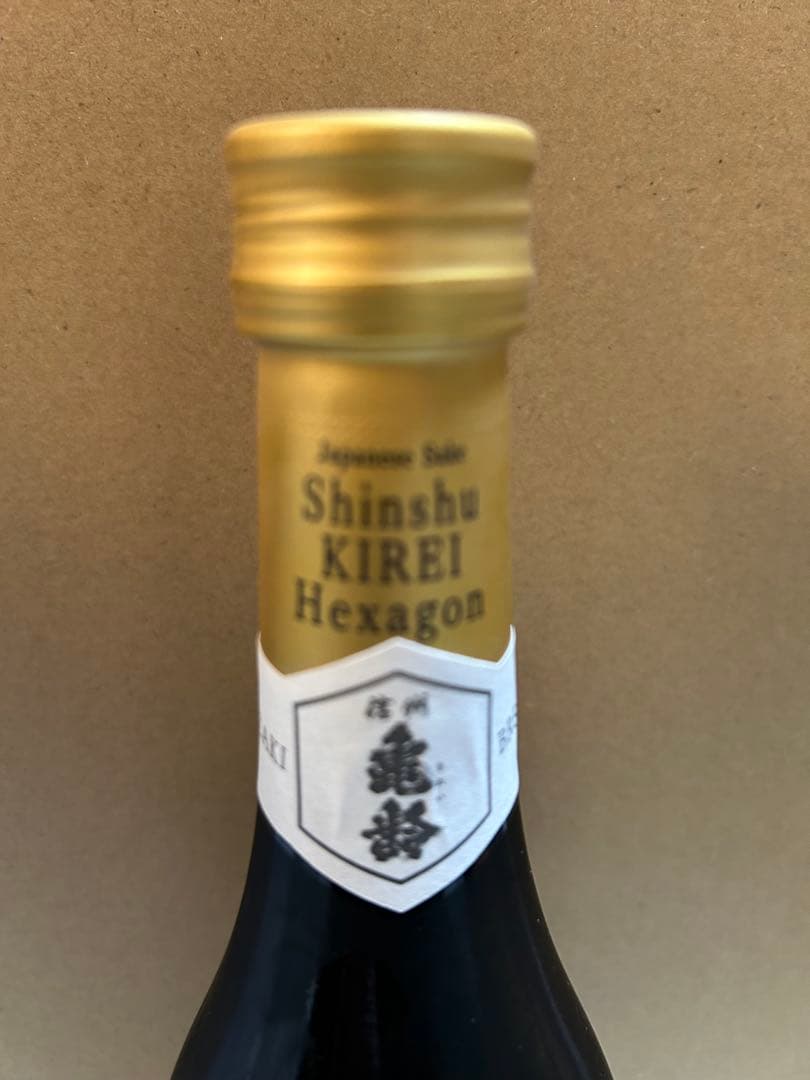 Japanese Sake
Shinshu
KIREI
Hexagon
信州
亀齢